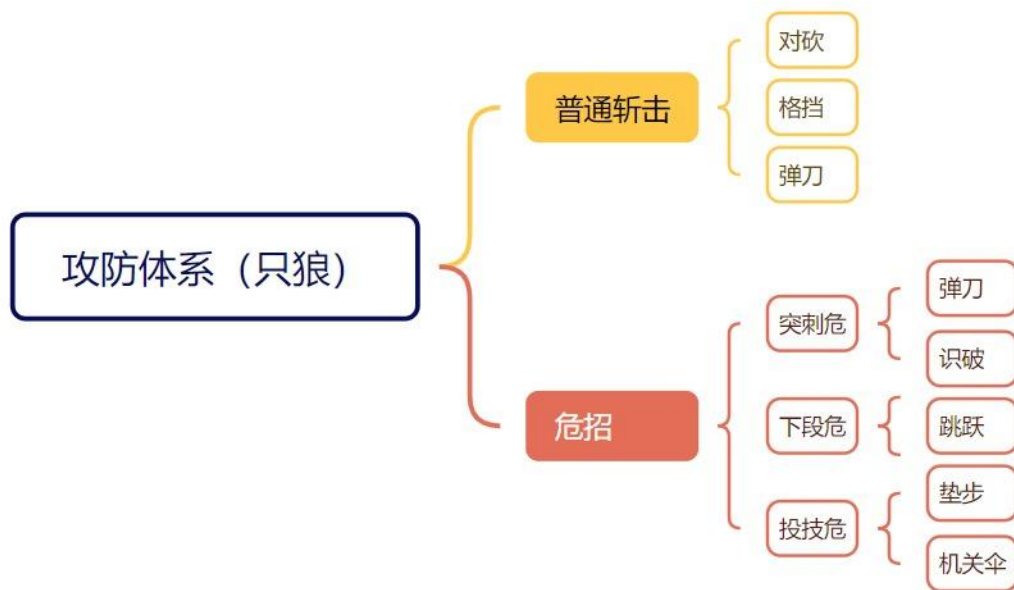 攻防体系（只狼）
普通斩击
对砍
格挡
弹刀
危招
突刺危
弹刀
识破
下段危
跳跃
投技危
垫步
机关伞